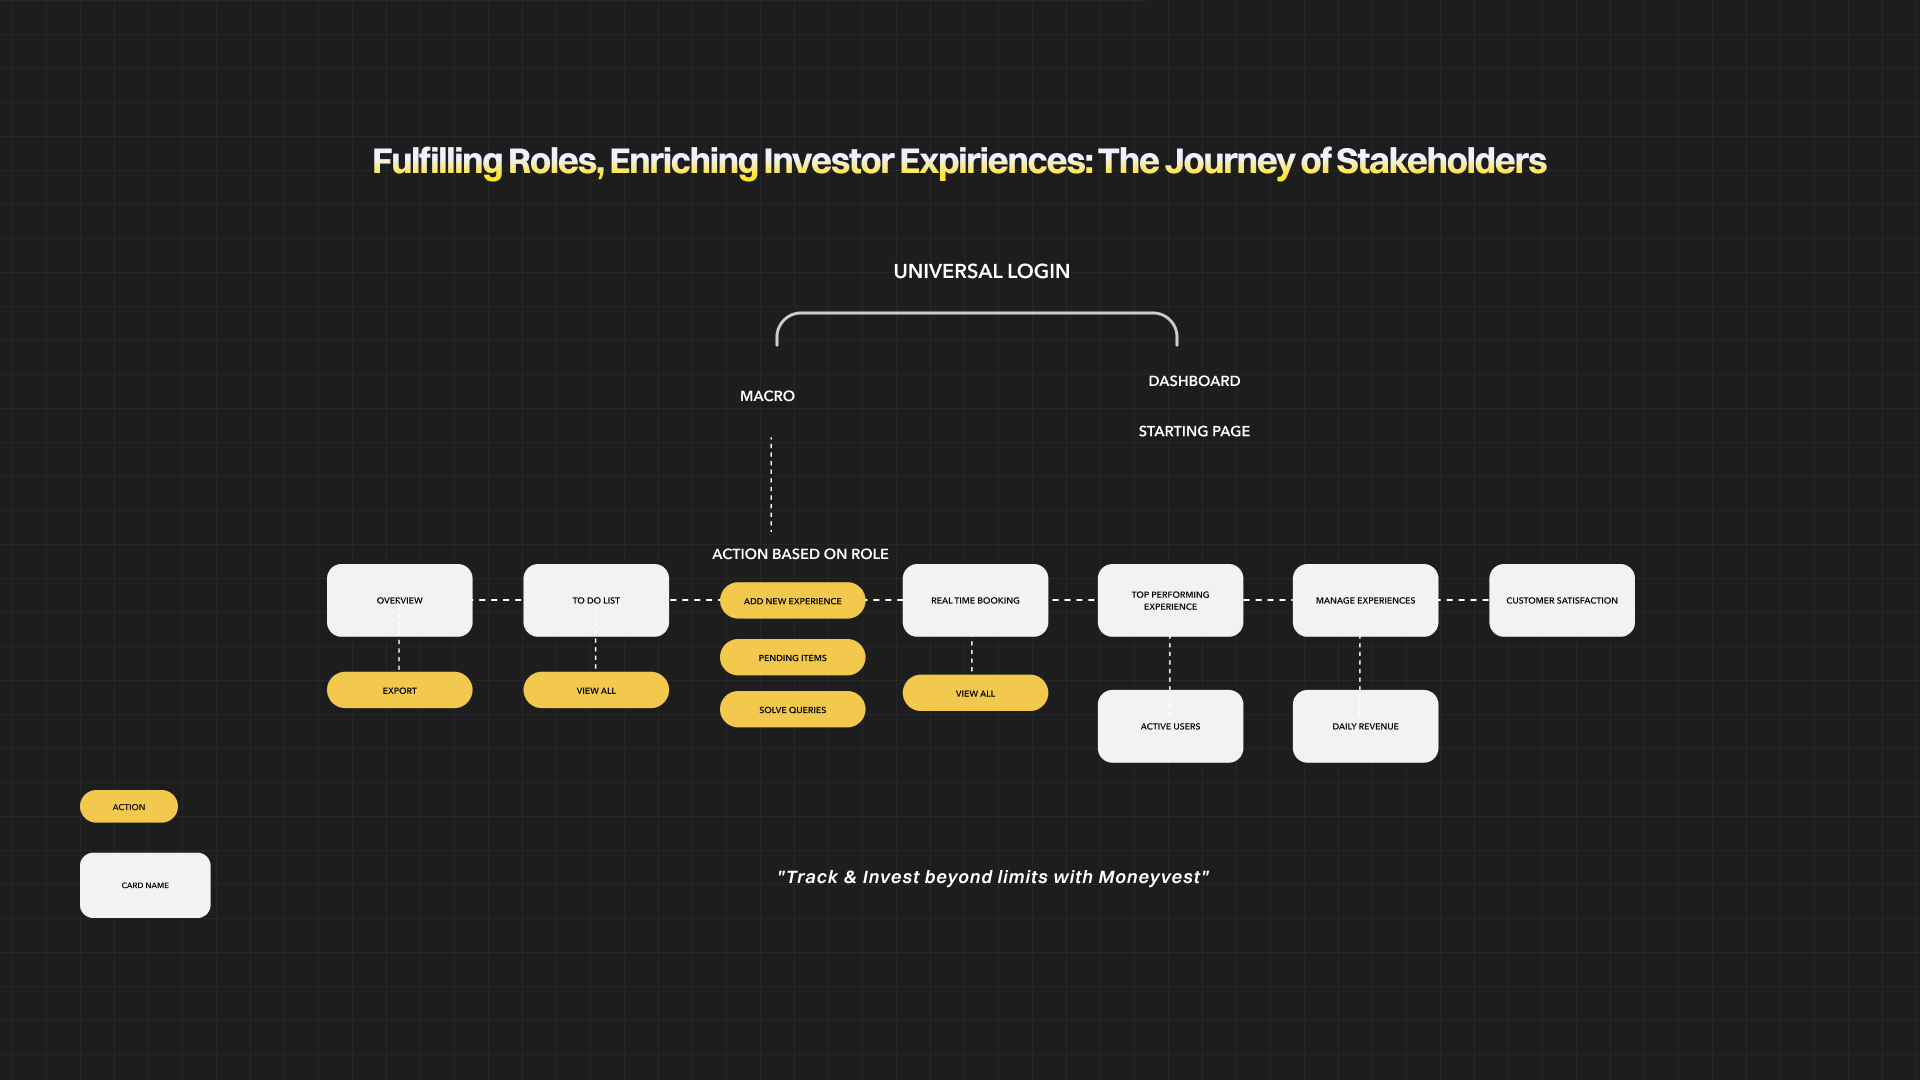 Fulfilling Roles, Enriching Investor Expiriences: The Journey of Stakeholders
UNIVERSAL LOGIN
MACRO
DASHBOARD
STARTING PAGE
ACTION BASED ON ROLE
OVERVIEW
TO DO LIST
ADD NEW EXPERIENCE
REAL TIME BOOKING
TOP PERFORMING
EXPERIENCE
MANAGE EXPERIENCES
CUSTOMER SATISFACTION
PENDING ITEMS
EXPORT
VIEW ALL
SOLVE QUERIES
VIEW ALL
ACTIVE USERS
DAILY REVENUE
ACTION
CARD NAME
"Track & Invest beyond limits with Moneyvest"